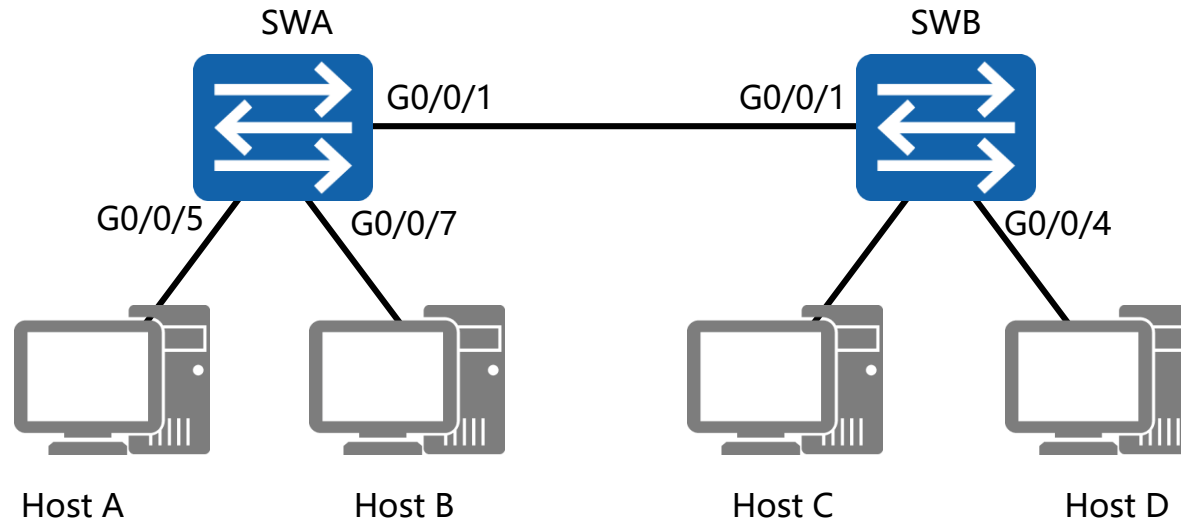 SWA
SWB
G0/0/1
G0/0/1
G0/0/5
G0/0/7
G0/0/4
Host A
Host B
Host C
Host D